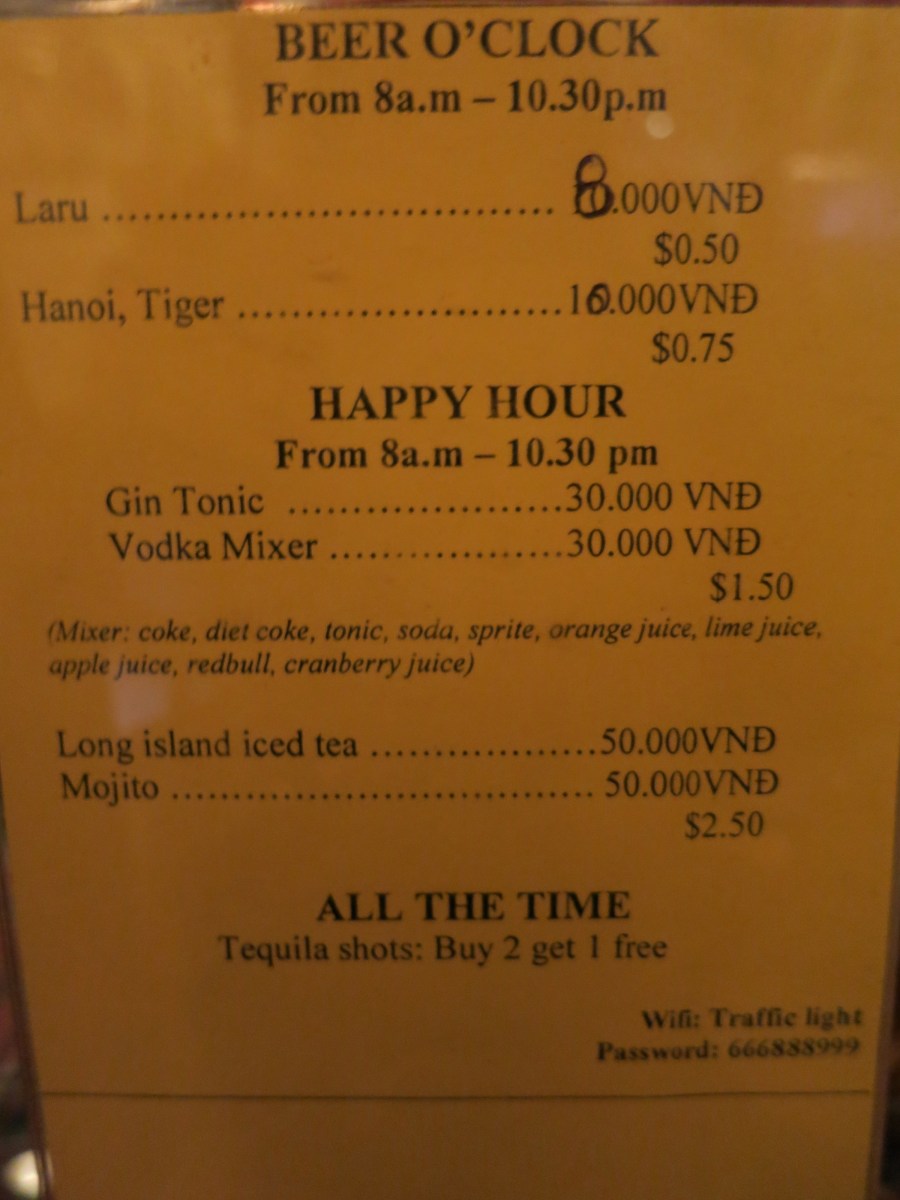 BEER O'CLOCK
From 8a.m – 10.30p.m
Laru .................................. 8.000VNĐ
$0.50
Hanoi, Tiger ........................10.000VNĐ
$0.75
HAPPY HOUR
From 8a.m – 10.30 pm
Gin Tonic .....................30.000 VNĐ
Vodka Mixer ..................30.000 VNĐ
$1.50
(Mixer: coke, diet coke, tonic, soda, sprite, orange juice, lime juice,
apple juice, redbull, cranberry juice)
Long island iced tea ..................50.000VNĐ
Mojito ................................... 50.000VNĐ
$2.50
ALL THE TIME
Tequila shots: Buy 2 get 1 free
Wifi: Traffic light
Password: 666888999